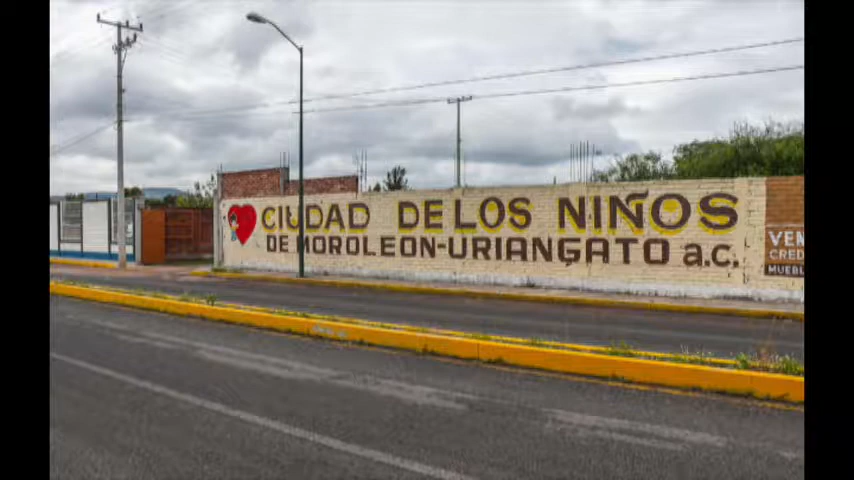 CIUDAD DE LOS NIÑOS
DE MOROLEON-URIANGATO a.c.
VEN
CRED
MUEBL